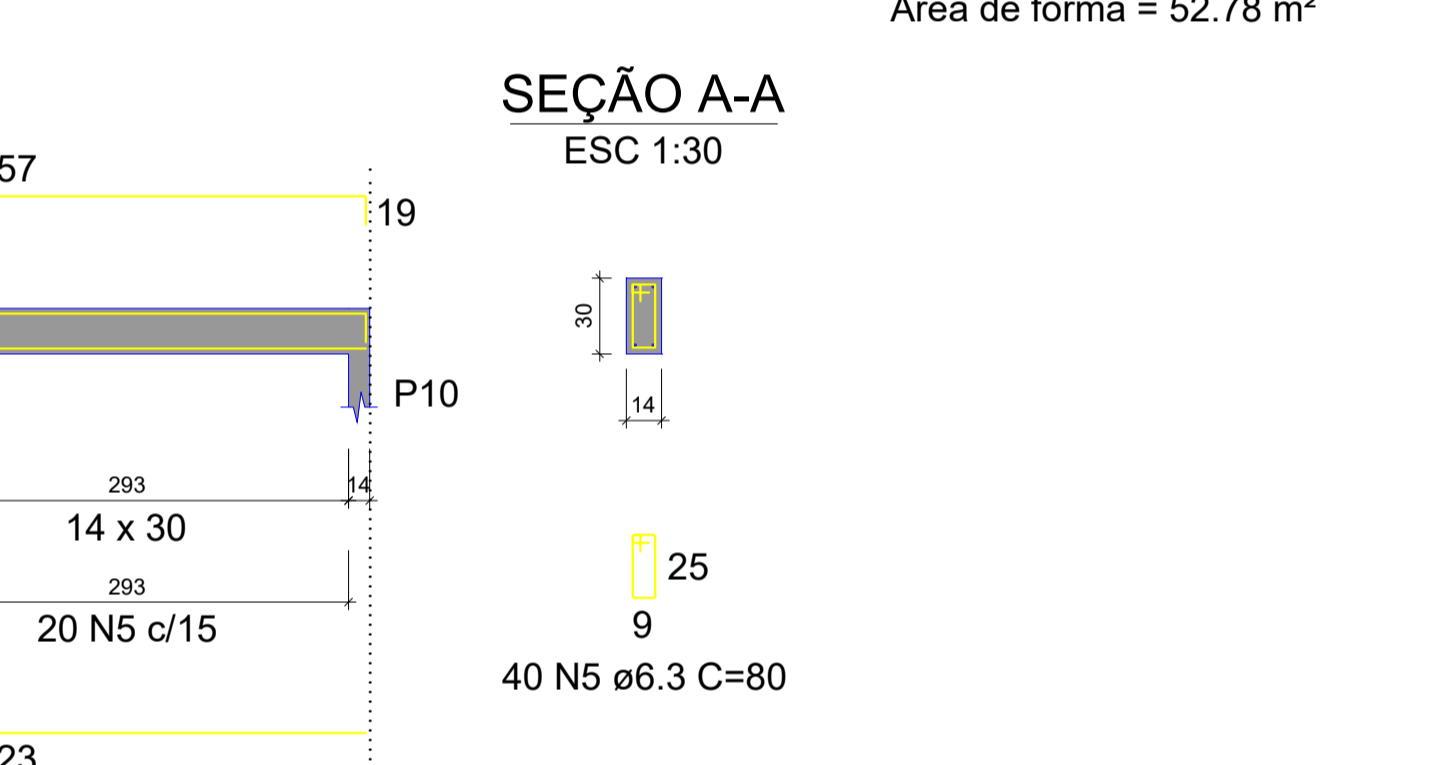 Área de forma = 52.78 m²
SEÇÃO A-A
ESC 1:30
57
19
30
P10
14
293
14
14 x 30
25
293
9
20 N5 c/15
40 N5 ø6.3 C=80
23